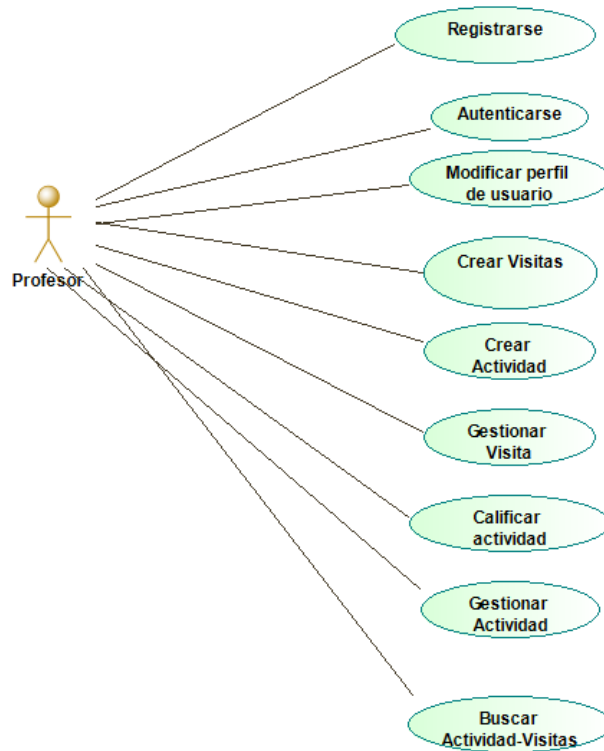 Registrarse
Autenticarse
Modificar perfil
de usuario
Profesor
Crear Visitas
Crear
Actividad
Gestionar
Visita
Calificar
actividad
Gestionar
Actividad
Buscar
Actividad-Visitas